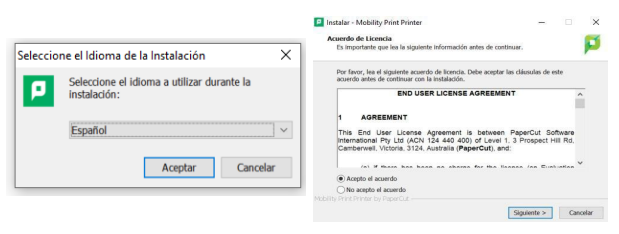 Seleccione el Idioma de la Instalación
Seleccione el idioma a utilizar durante la
instalación:
Español
Aceptar
Cancelar
Instalar - Mobility Print Printer
Acuerdo de Licencia
Es importante que lea la siguiente información antes de continuar.
Por favor, lea el siguiente acuerdo de licencia. Debe aceptar las cláusulas de este
acuerdo antes de continuar con la instalación.
END USER LICENSE AGREEMENT
1 AGREEMENT
This End User License Agreement is between PaperCut Software
International Pty Ltd (ACN 124 440 400) of Level 1, 3 Prospect Hill Rd,
Camberwell, Victoria, 3124, Australia (PaperCut), and:
(a) if there has been no charge for the license (an Evaluation
Acepto el acuerdo
No acepto el acuerdo
Mobility Print Printer by PaperCut
Siguiente >
Cancelar